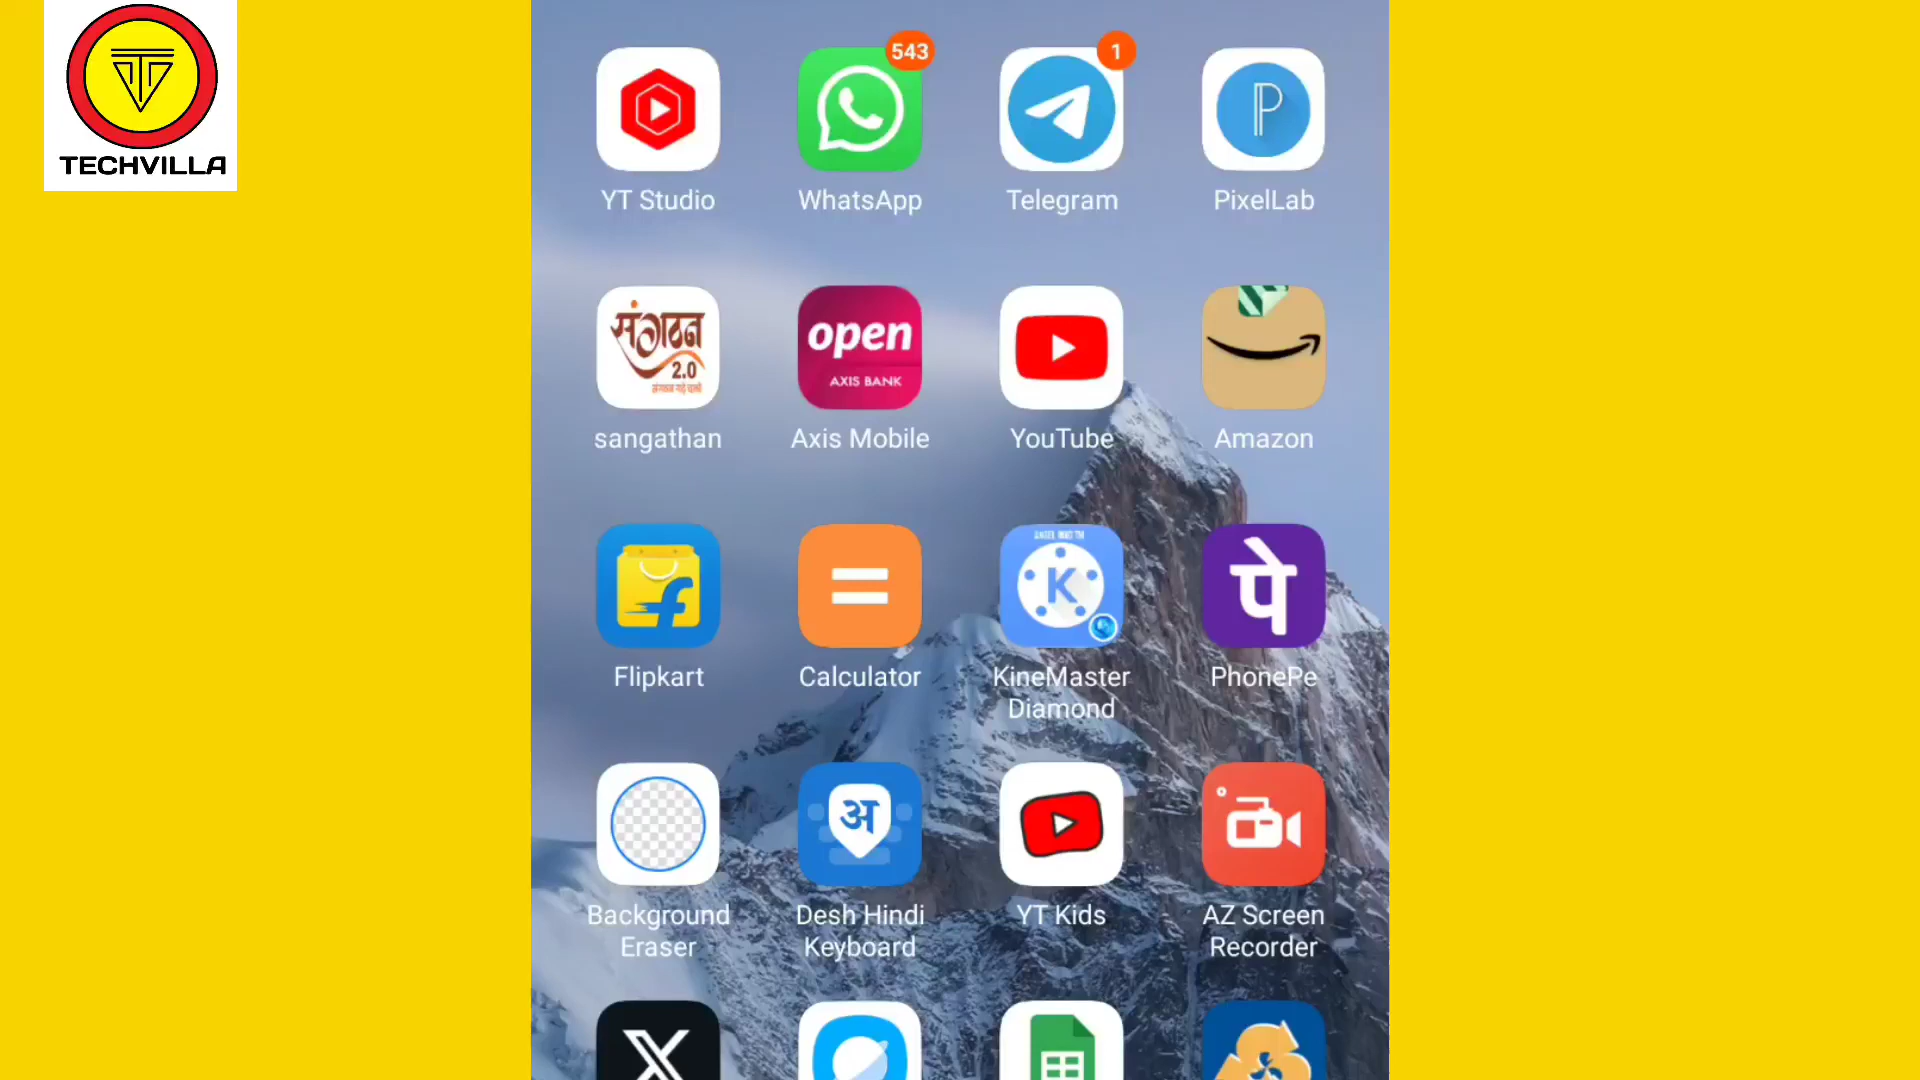 TECHVILLA
543
1
P
YT Studio
WhatsApp
Telegram
PixelLab
संगठन
2.0
open
AXIS BANK
sangathan
Axis Mobile
YouTube
Amazon
f
K
पे
Flipkart
Calculator
KineMaster
Diamond
PhonePe
अ
Background
Eraser
Desh Hindi
Keyboard
YT Kids
AZ Screen
Recorder
X